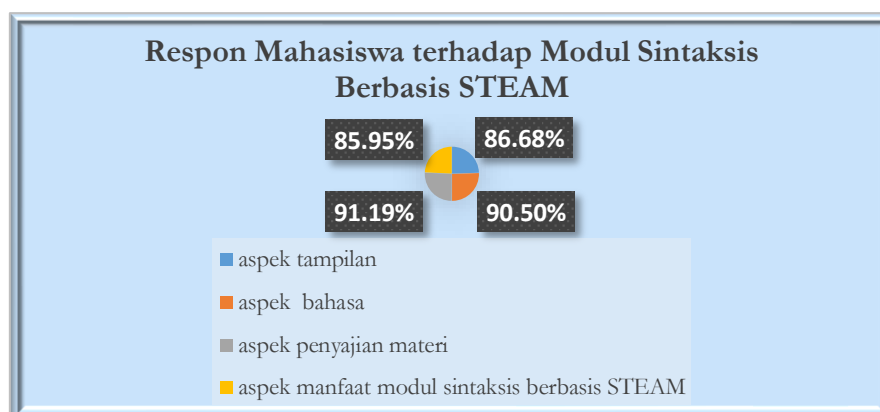 Respon Mahasiswa terhadap Modul Sintaksis
Berbasis STEAM
85.95%
86.68%
91.19%
90.50%
aspek tampilan
aspek  bahasa
aspek penyajian materi
aspek manfaat modul sintaksis berbasis STEAM